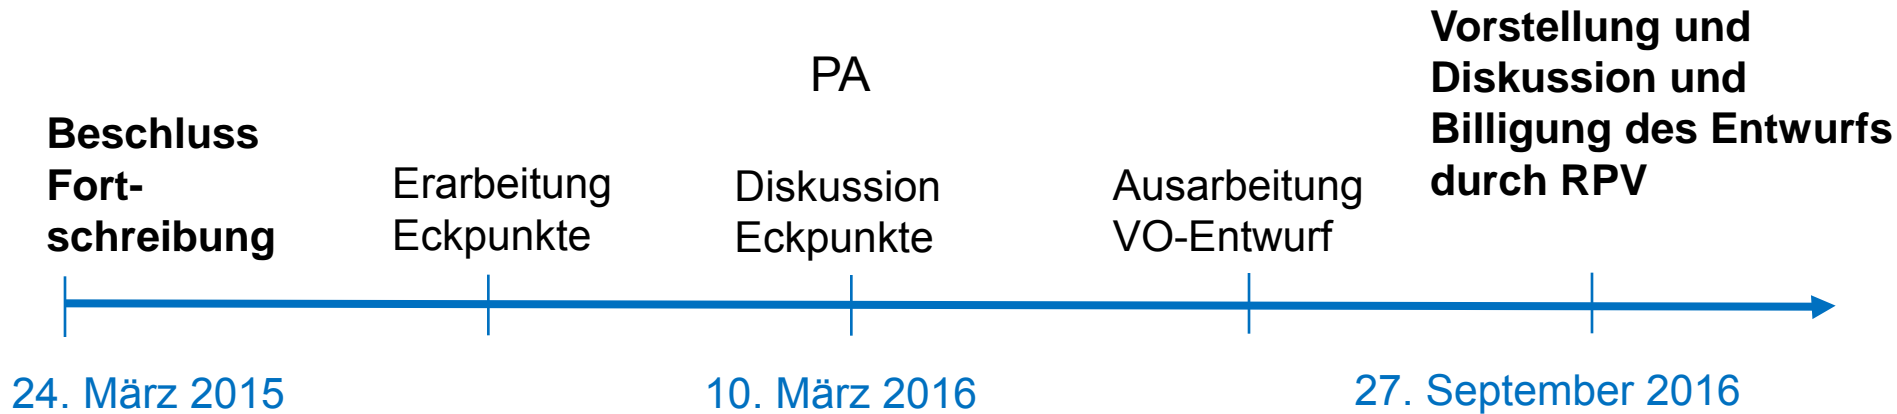 Beschluss
Fort-
schreibung
24. März 2015
Erarbeitung
Eckpunkte
PA
Diskussion
Eckpunkte
10. März 2016
Ausarbeitung
VO-Entwurf
Vorstellung und
Diskussion und
Billigung des Entwurfs
durch RPV
27. September 2016